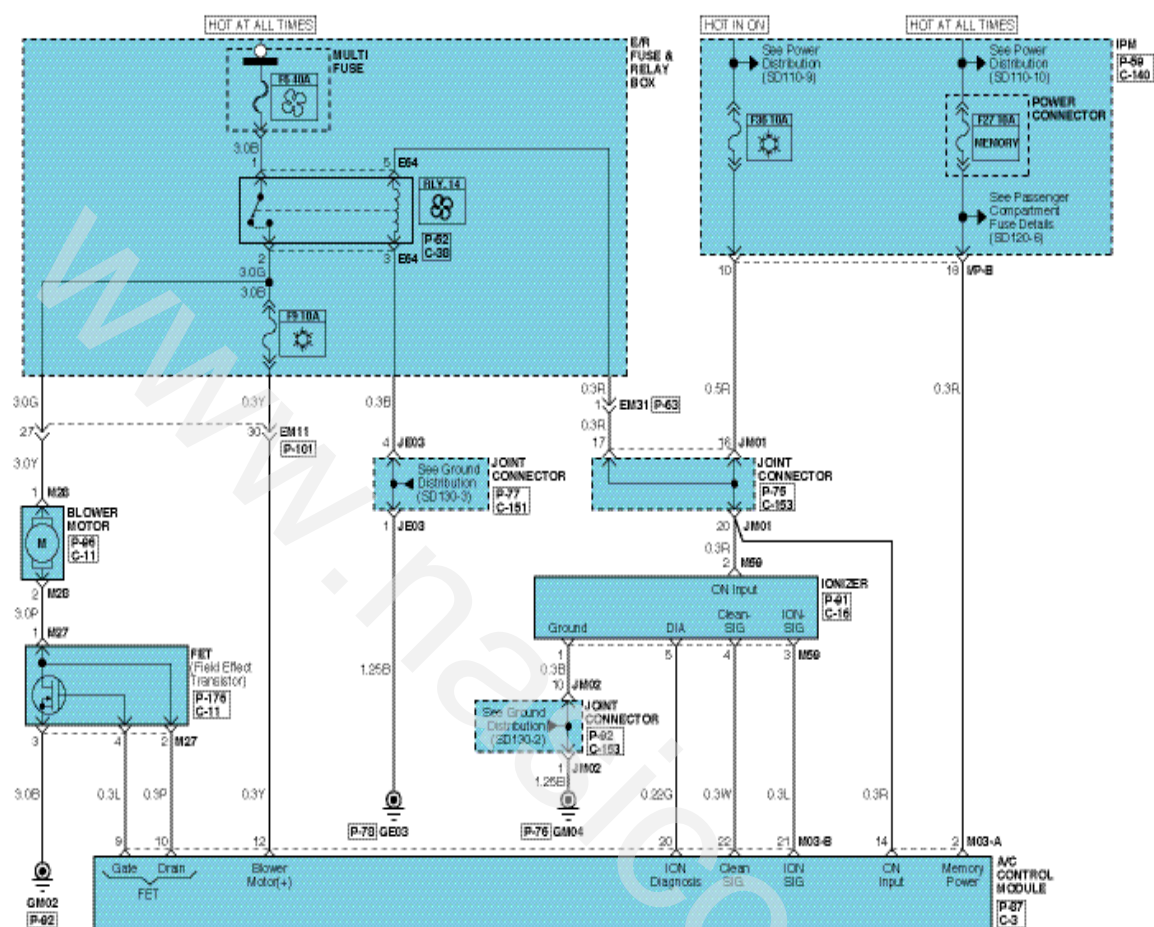 HOT AT ALL TIMES
HOT IN ON
HOT AT ALL TIMES
E/R
FUSE &
RELAY
BOX
MULTI
FUSE
F6 40A
3.0B
1
5
E64
RLY. 14
P-62
C-38
2
3
E64
3.0G
3.0B
F9 10A
See Power
Distribution
(SD110-9)
See Power
Distribution
(SD110-10)
IPM
P-59
C-140
POWER
CONNECTOR
F36 10A
F27 10A
MEMORY
See Passenger
Compartment
Fuse Details
(SD120-6)
10
18
I/P-B
3.0G
0.3Y
0.3B
0.3R
0.5R
0.3R
1
EM31
P-63
0.3R
27
30
EM11
P-101
4
JE03
17
16
JM01
3.0Y
See Ground
Distribution
(SD130-3)
JOINT
CONNECTOR
P-77
C-151
JOINT
CONNECTOR
P-75
C-153
1
M28
BLOWER
MOTOR
P-96
C-11
M
1
JE03
20
JM01
0.3R
2
M59
2
M28
3.0P
1
M27
ON Input
Clean-
SIG
ION-
SIG
Ground
DIA
IONIZER
P-91
C-16
FET
(Field Effect
Transistor)
P-176
C-11
1.25B
1
5
4
3
M59
0.3B
10
JM02
See Ground
Distribution
(SD130-2)
JOINT
CONNECTOR
P-92
C-153
3
4
2
M27
1
JM02
1.25B
3.0B
0.3L
0.3P
0.3Y
0.22G
0.3W
0.3L
0.3R
P-78
GE03
P-76
GM04
9
10
12
20
22
21
M03-B
14
2
M03-A
Gate
Drain
FET
Blower
Motor(+)
ION
Diagnosis
Clean
SIG.
ION
SIG
ON
Input
Memory
Power
A/C
CONTROL
MODULE
P-87
C-3
GM02
P-92
www.nasico